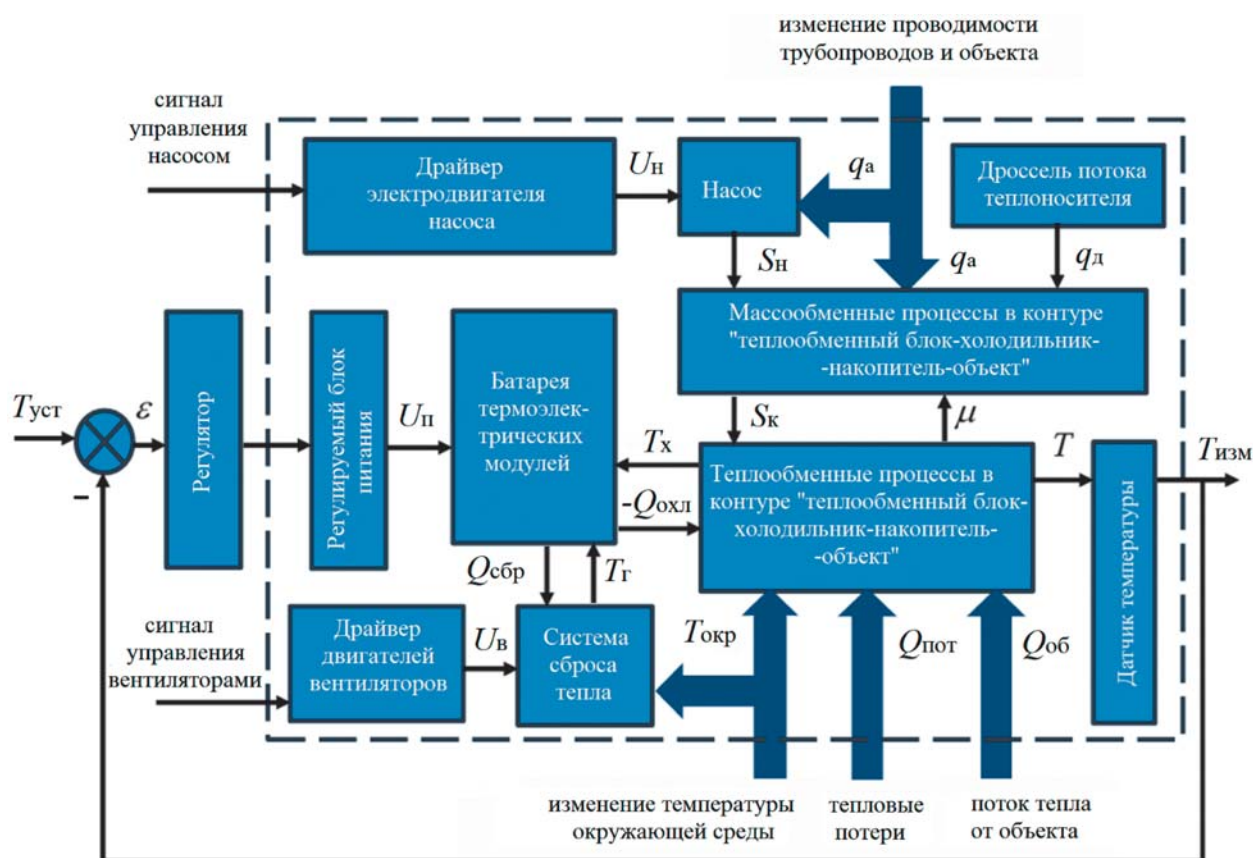 изменение проводимости
трубопроводов и объекта
сигнал
управления
насосом
Драйвер
электродвигателя
насоса
Uн
Насос
qа
Дроссель потока
теплоносителя
Sн
qа
qд
Массообменные процессы в контуре
"теплообменный блок-холодильник-
-накопитель-объект"
Tуст
ε
Регулятор
Регулируемый блок
питания
Uп
Батарея
термоэлек-
трических
модулей
Sк
μ
Tх
-Qохл
Теплообменные процессы в
контуре "теплообменный блок-
холодильник-накопитель-
-объект"
T
Датчик температуры
Tизм
-
Qсбр
Tг
сигнал
управления
вентиляторами
Драйвер
двигателей
вентиляторов
Uв
Система
сброса
тепла
Tокр
Qпот
Qоб
изменение температуры
окружающей среды
тепловые
потери
поток тепла
от объекта